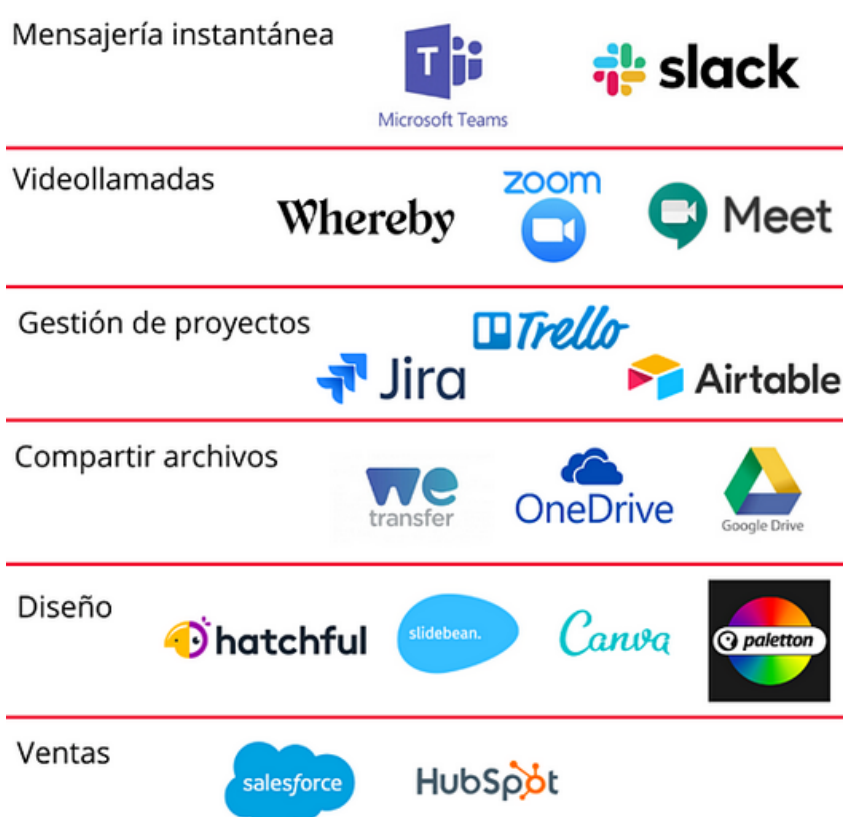 Mensajería instantánea
Microsoft Teams
slack
Videollamadas
Whereby
zoom
Meet
Gestión de proyectos
Trello
Jira
Airtable
Compartir archivos
we
transfer
OneDrive
Google Drive
Diseño
hatchful
slidebean.
Canva
paletton
Ventas
salesforce
HubSpot